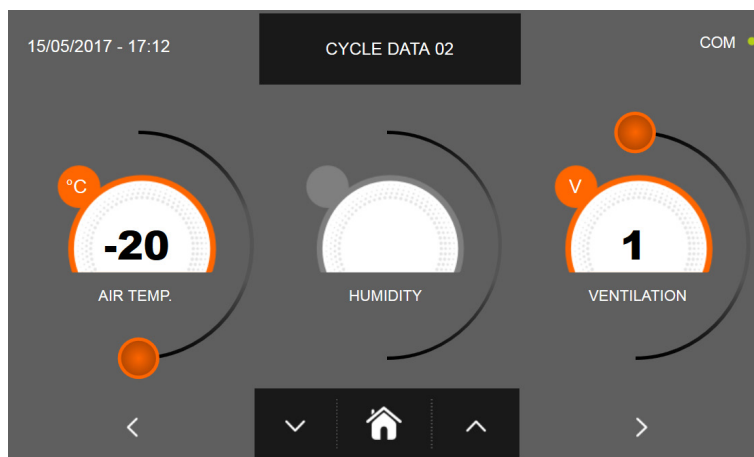 15/05/2017 - 17:12
CYCLE DATA 02
COM
°C
V
-20
1
AIR TEMP.
HUMIDITY
VENTILATION